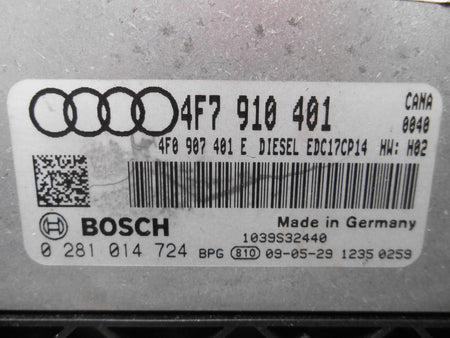 4F7 910 401 CANA
0040
4F0 907 401 E DIESEL EDC17CP14 HW: H02
BOSCH Made in Germany
1039S32440
0 281 014 724 BPG 810 09-05-29 1235 0259